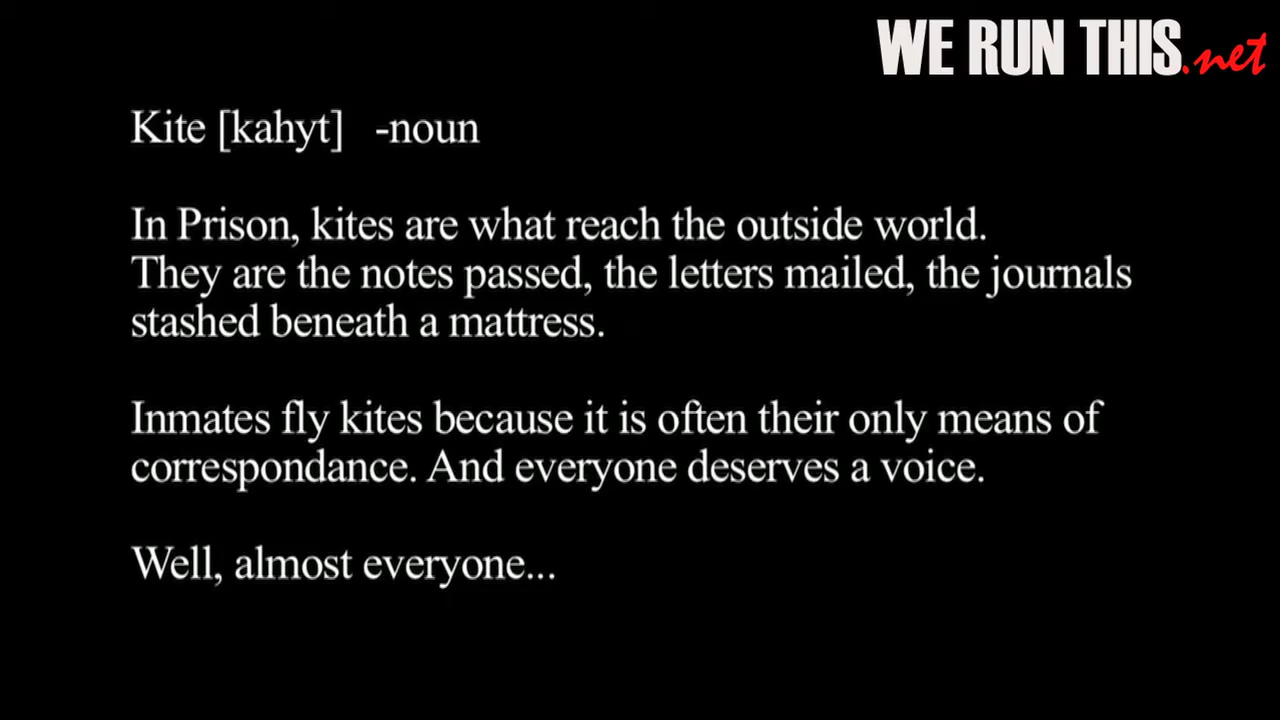 WE RUN THIS.net
Kite [kahyt] -noun
In Prison, kites are what reach the outside world.
They are the notes passed, the letters mailed, the journals
stashed beneath a mattress.
Inmates fly kites because it is often their only means of
correspondance. And everyone deserves a voice.
Well, almost everyone...